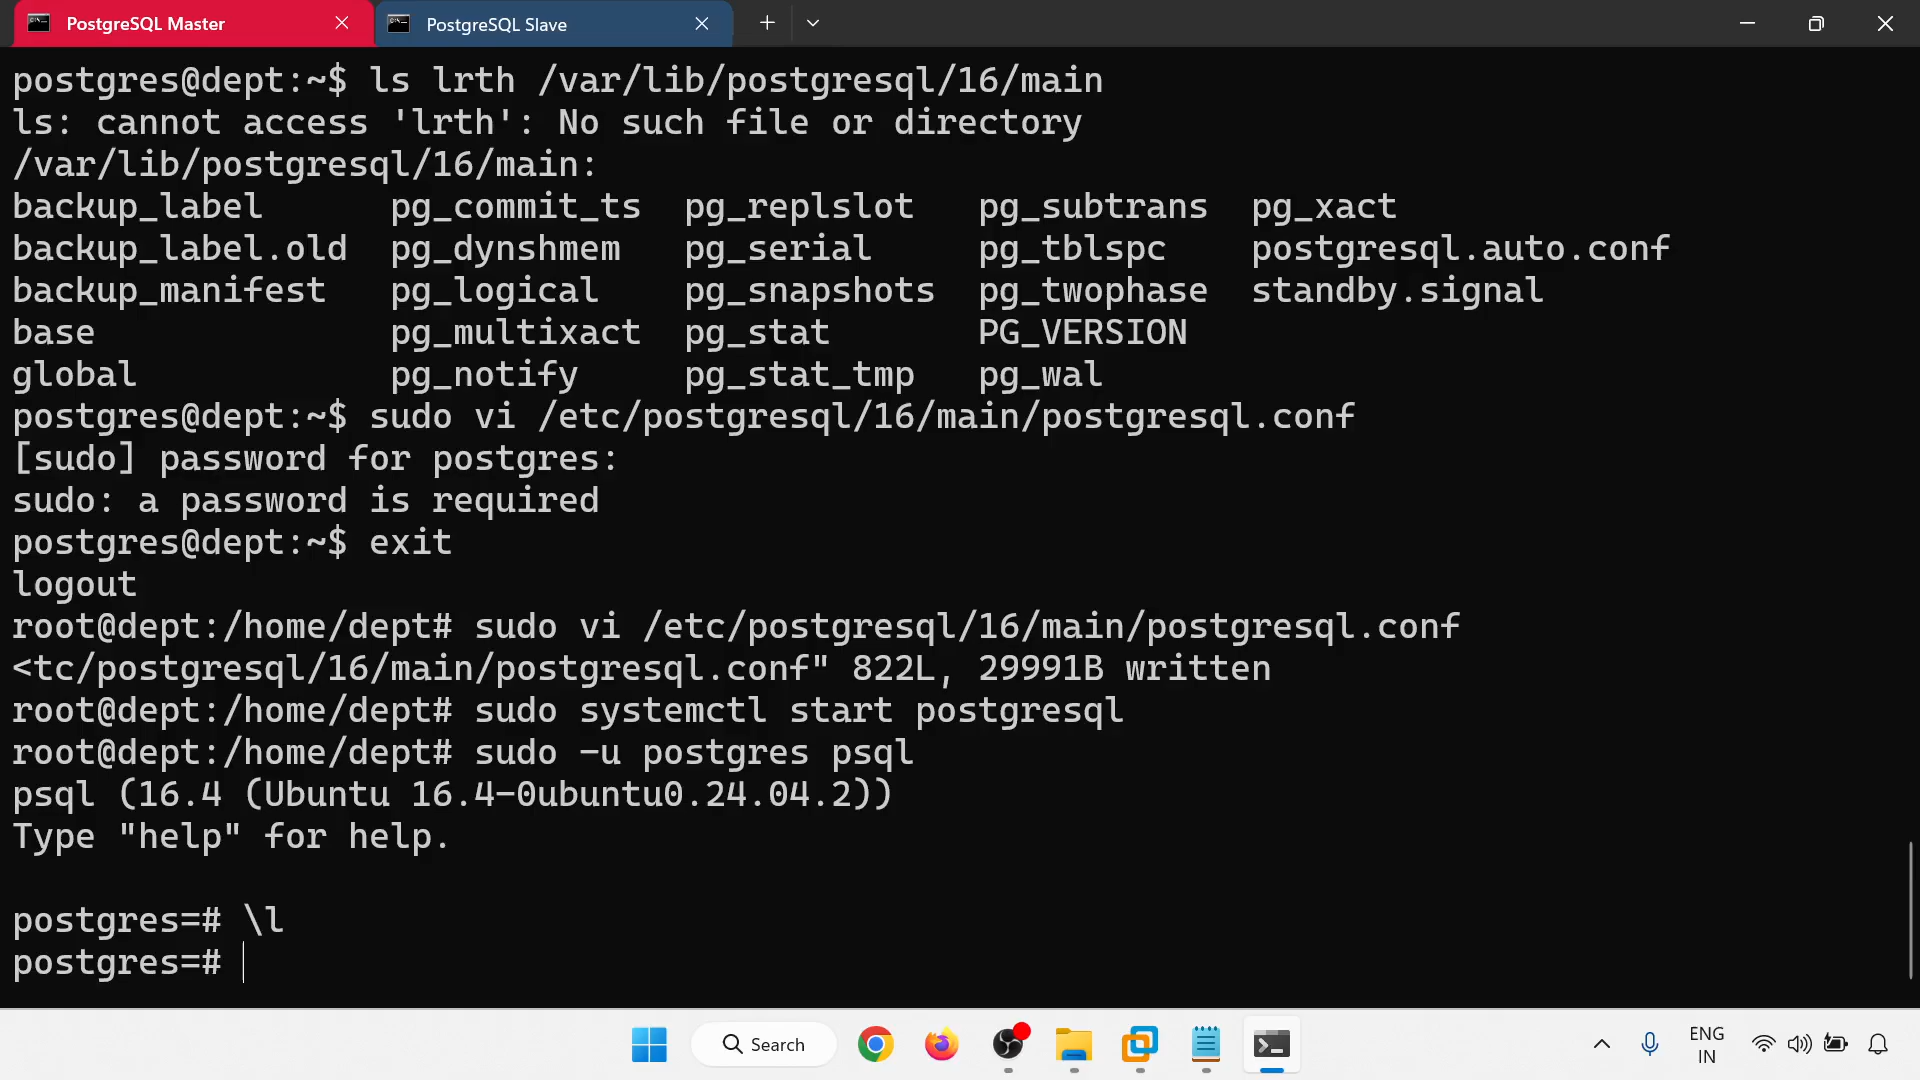 PostgreSQL Master
PostgreSQL Slave
postgres@dept:~$ ls lrth /var/lib/postgresql/16/main
ls: cannot access 'lrth': No such file or directory
/var/lib/postgresql/16/main:
backup_label pg_commit_ts pg_replslot pg_subtrans pg_xact
backup_label.old pg_dynshmem pg_serial pg_tblspc postgresql.auto.conf
backup_manifest pg_logical pg_snapshots pg_twophase standby.signal
base pg_multixact pg_stat PG_VERSION
global pg_notify pg_stat_tmp pg_wal
postgres@dept:~$ sudo vi /etc/postgresql/16/main/postgresql.conf
[sudo] password for postgres:
sudo: a password is required
postgres@dept:~$ exit
logout
root@dept:/home/dept# sudo vi /etc/postgresql/16/main/postgresql.conf
<tc/postgresql/16/main/postgresql.conf" 822L, 29991B written
root@dept:/home/dept# sudo systemctl start postgresql
root@dept:/home/dept# sudo -u postgres psql
psql (16.4 (Ubuntu 16.4-0ubuntu0.24.04.2))
Type "help" for help.
postgres=# \l
postgres=#
Search
ENG
IN